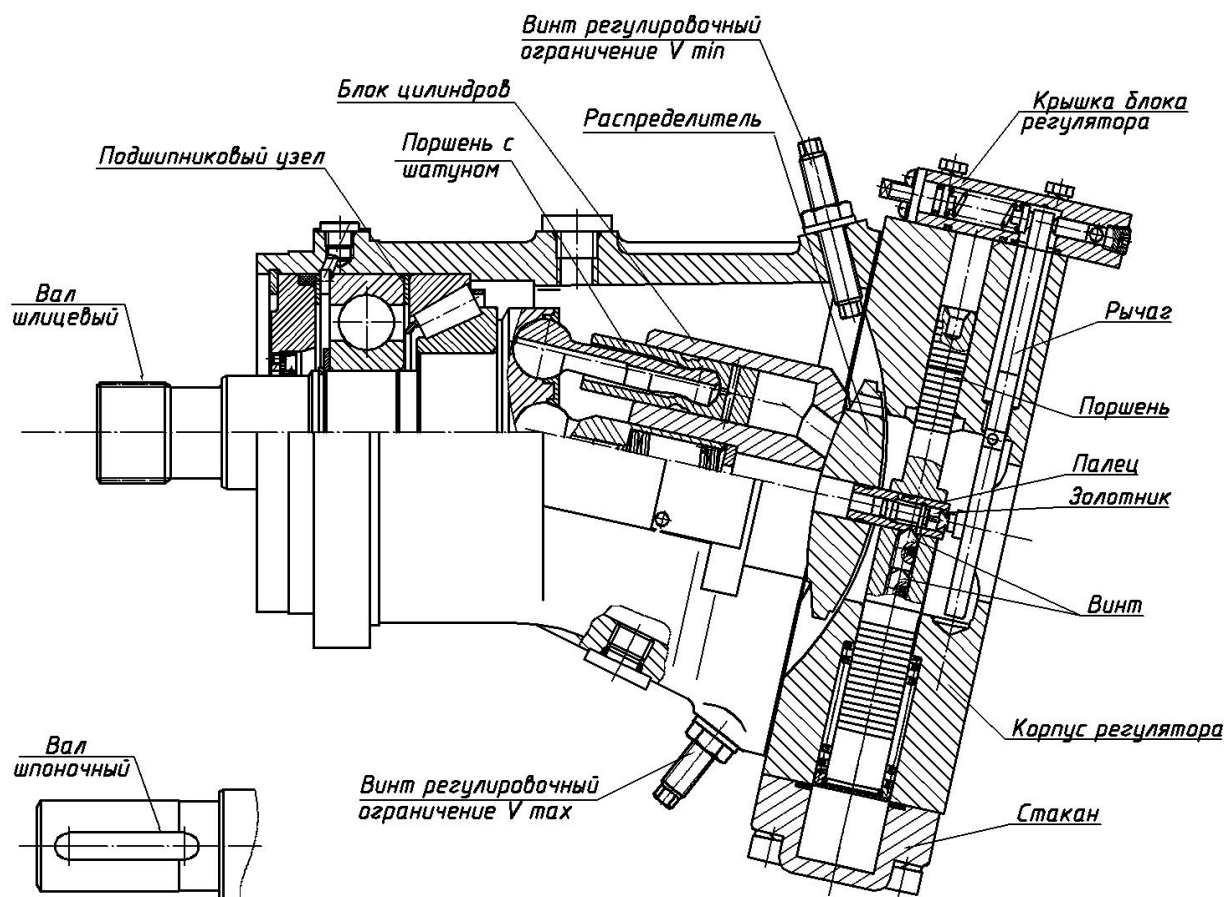 Винт регулировочный
ограничение V min
Блок цилиндров
Распределитель
Крышка блока
регулятора
Подшипниковый узел
Поршень с
шатуном
Вал
шлицевый
Рычаг
Поршень
Палец
Золотник
Винт
Корпус регулятора
Вал
шпоночный
Винт регулировочный
ограничение V max
Стакан